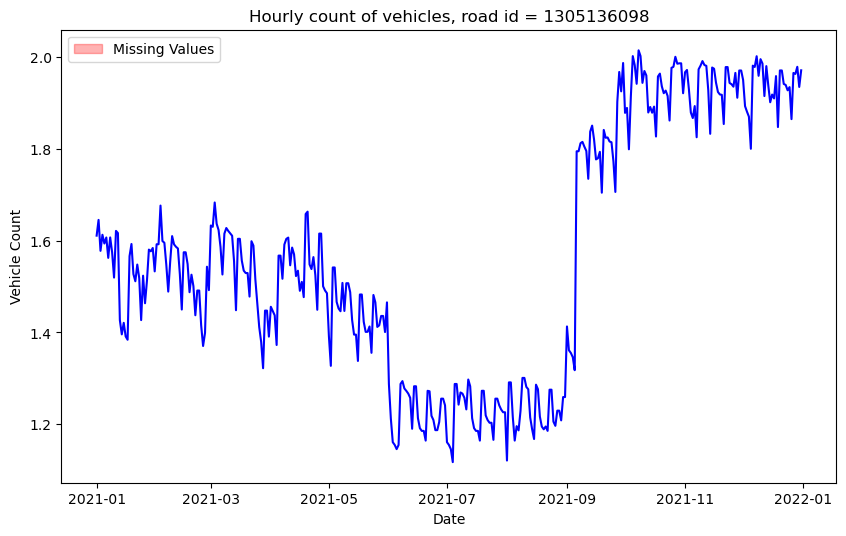 Hourly count of vehicles, road id = 1305136098
Missing Values
2.0
1.8
1.6
1.4
1.2
Vehicle Count
2021-01 2021-03 2021-05 2021-07 2021-09 2021-11 2022-01
Date